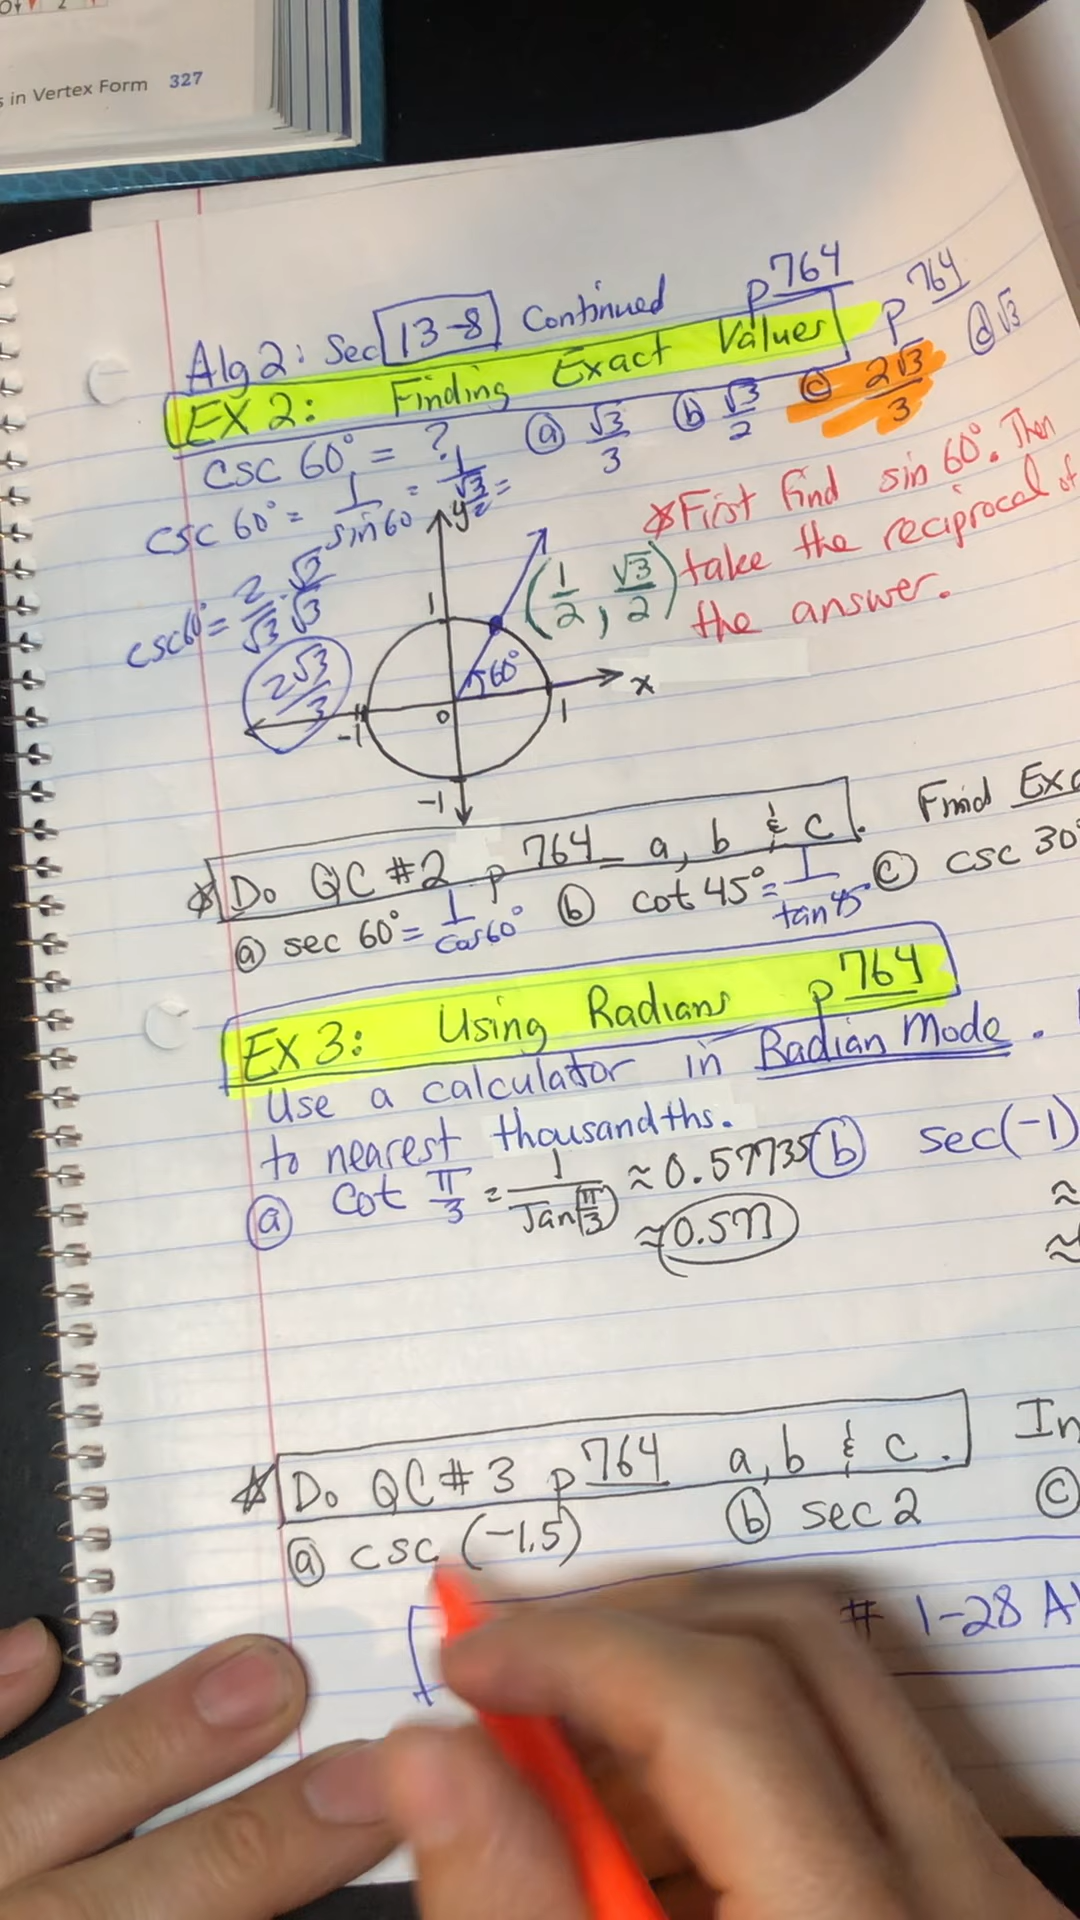 in Vertex Form 327
Alg 2: Sec 13-8 Continued p 764
EX 2: Finding Exact Values p 764
csc 60° = ? ⓐ √3/3 ⓑ √3/2 ⓒ 2√3/3 ⓓ √3
csc 60° = 1/sin 60 = 1/(√3/2) =
*First find sin 60°. Then
take the reciprocal of
the answer.
csc 60° = 2/√3 · √3/√3
2√3/3
y
1
(1/2, √3/2)
60°
x
-1 0 1
-1
*Do QC #2 p 764 a, b & c. Find
ⓐ sec 60° = 1/cos 60° ⓑ cot 45° = 1/tan 45° ⓒ csc 30°
EX 3: Using Radians p 764
Use a calculator in Radian Mode.
to nearest thousandths.
ⓐ cot π/3 = 1/Tan(π/3) ≈ 0.57735 ⓑ sec(-1)
≈ 0.577 ≈
≈
*Do QC #3 p 764 a, b & c. In
ⓐ csc (-1.5) ⓑ sec 2 ⓒ
# 1-28